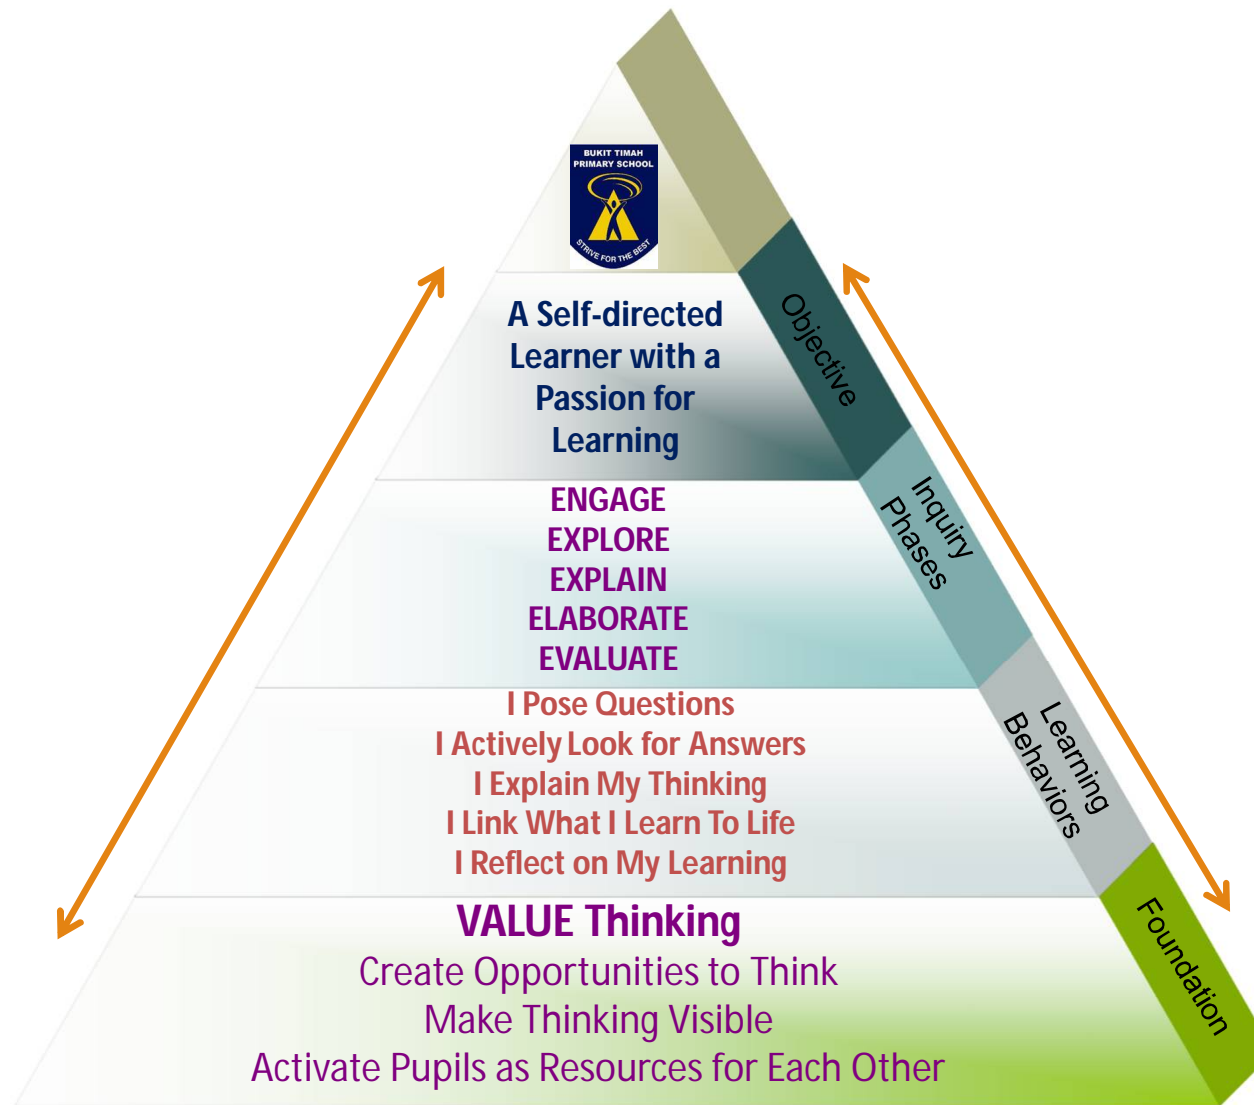 BUKIT TIMAH
PRIMARY SCHOOL
STRIVE FOR THE BEST
A Self-directed
Learner with a
Passion for
Learning
Objective
ENGAGE
EXPLORE
EXPLAIN
ELABORATE
EVALUATE
Inquiry
Phases
I Pose Questions
I Actively Look for Answers
I Explain My Thinking
I Link What I Learn To Life
I Reflect on My Learning
Learning
Behaviors
VALUE Thinking
Create Opportunities to Think
Make Thinking Visible
Activate Pupils as Resources for Each Other
Foundation